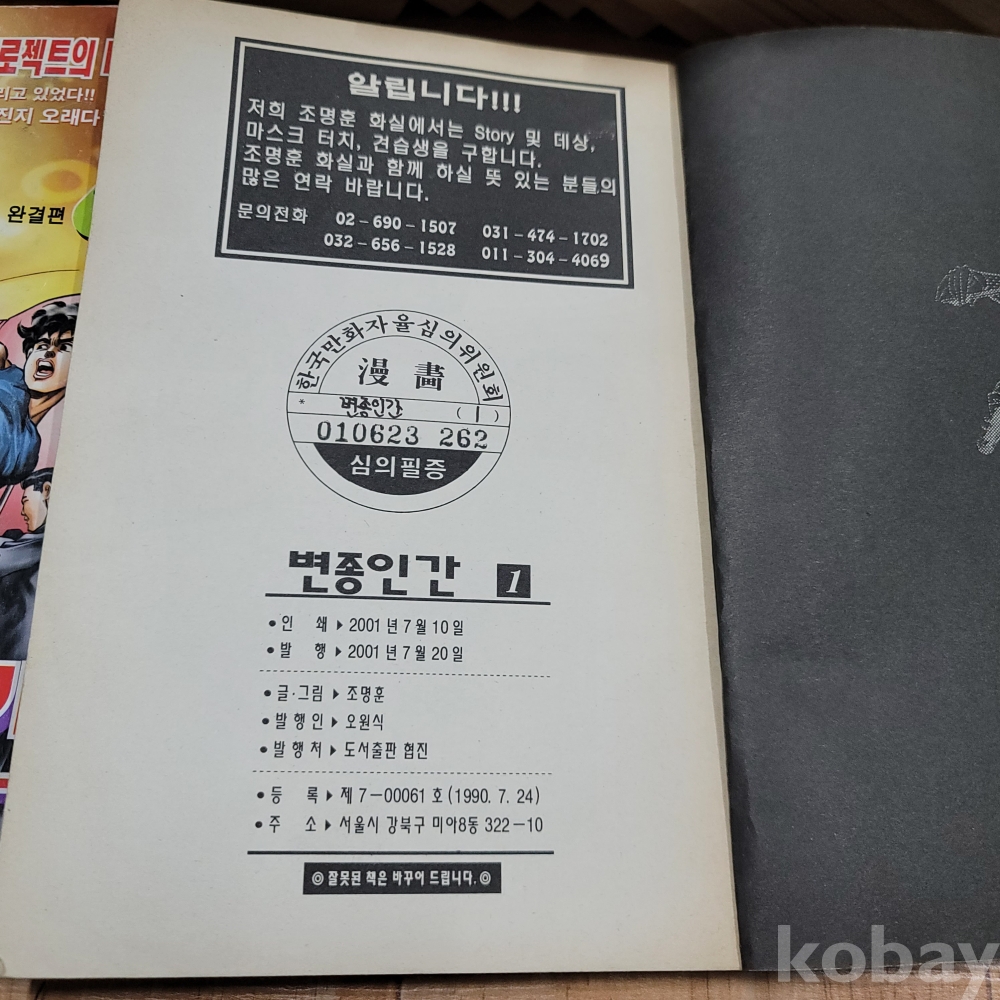 로젝트의
리고 있었다!!
진지 오래다
완결편
알립니다!!!
저희 조명훈 화실에서는 Story 및 데상,
마스크 터치, 견습생을 구합니다.
조명훈 화실과 함께 하실 뜻 있는 분들의
많은 연락 바랍니다.
문의전화 02-690-1507 031-474-1702
032-656-1528 011-304-4069
한국만화자율심의위원회
漫畵
* 변종인간 (1)
010623 262
심의필증
변종인간 1
● 인 쇄 ▶ 2001년 7월 10일
● 발 행 ▶ 2001년 7월 20일
● 글·그림 ▶ 조명훈
● 발행인 ▶ 오원식
● 발행처 ▶ 도서출판 협진
● 등 록 ▶ 제 7-00061 호 (1990. 7. 24)
● 주 소 ▶ 서울시 강북구 미아8동 322-10
◎ 잘못된 책은 바꾸어 드립니다. ◎
kobay